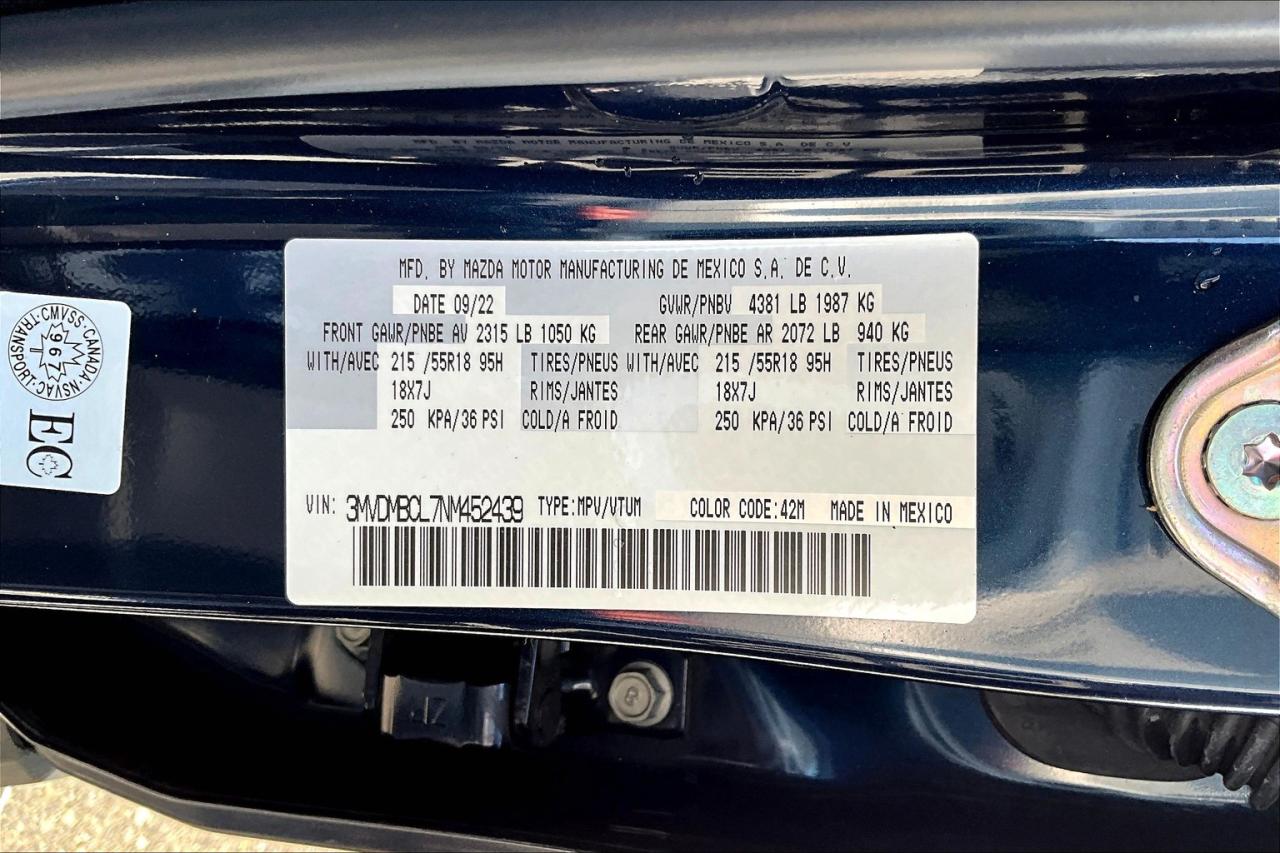 MFD. BY MAZDA MOTOR MANUFACTURING DE MEXICO S.A. DE C.V.
DATE 09/22 GVWR/PNBV 4381 LB 1987 KG
FRONT GAWR/PNBE AV 2315 LB 1050 KG REAR GAWR/PNBE AR 2072 LB 940 KG
WITH/AVEC 215 /55R18 95H TIRES/PNEUS WITH/AVEC 215 /55R18 95H TIRES/PNEUS
18X7J RIMS/JANTES 18X7J RIMS/JANTES
250 KPA/36 PSI COLD/A FROID 250 KPA/36 PSI COLD/A FROID
VIN: 3MVDMBCL7NM452439 TYPE:MPV/VTUM COLOR CODE:42M MADE IN MEXICO
TRANSPORT CMVSS CANADA NSVAC
967
EC